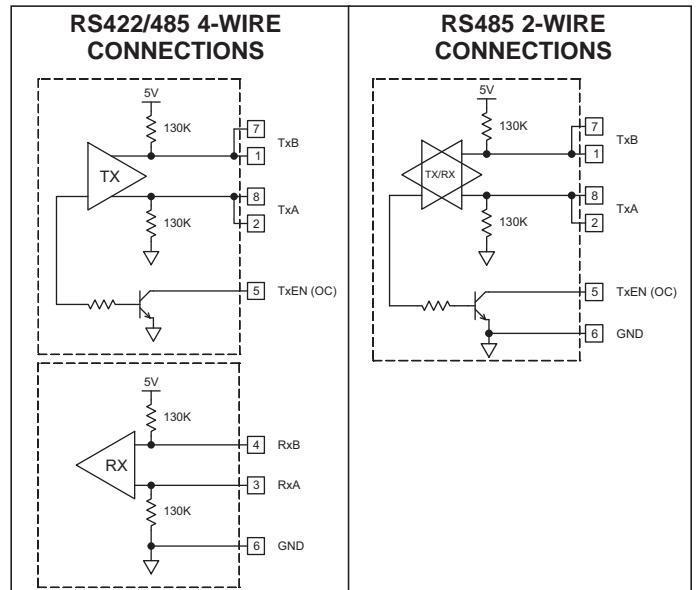 RS422/485 4-WIRE
CONNECTIONS
5V
130K
7
TxB
1
TX
8
TxA
130K
2
5 TxEN (OC)
5V
130K
4 RxB
RX
3 RxA
130K
6 GND
RS485 2-WIRE
CONNECTIONS
5V
130K
7
TxB
1
TX/RX
8
TxA
130K
2
5 TxEN (OC)
6 GND